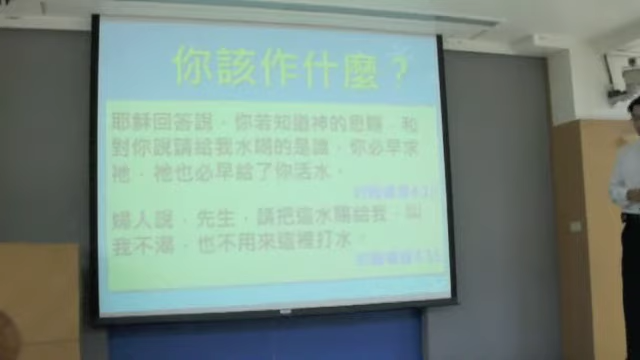 你該作什麼？
耶穌回答說，你若知道神的恩賜，和
對你說請給我水喝的是誰，你必早求
祂，祂也必早給了你活水。
婦人說，先生，請把這水賜給我，叫
我不渴，也不用來這裡打水。